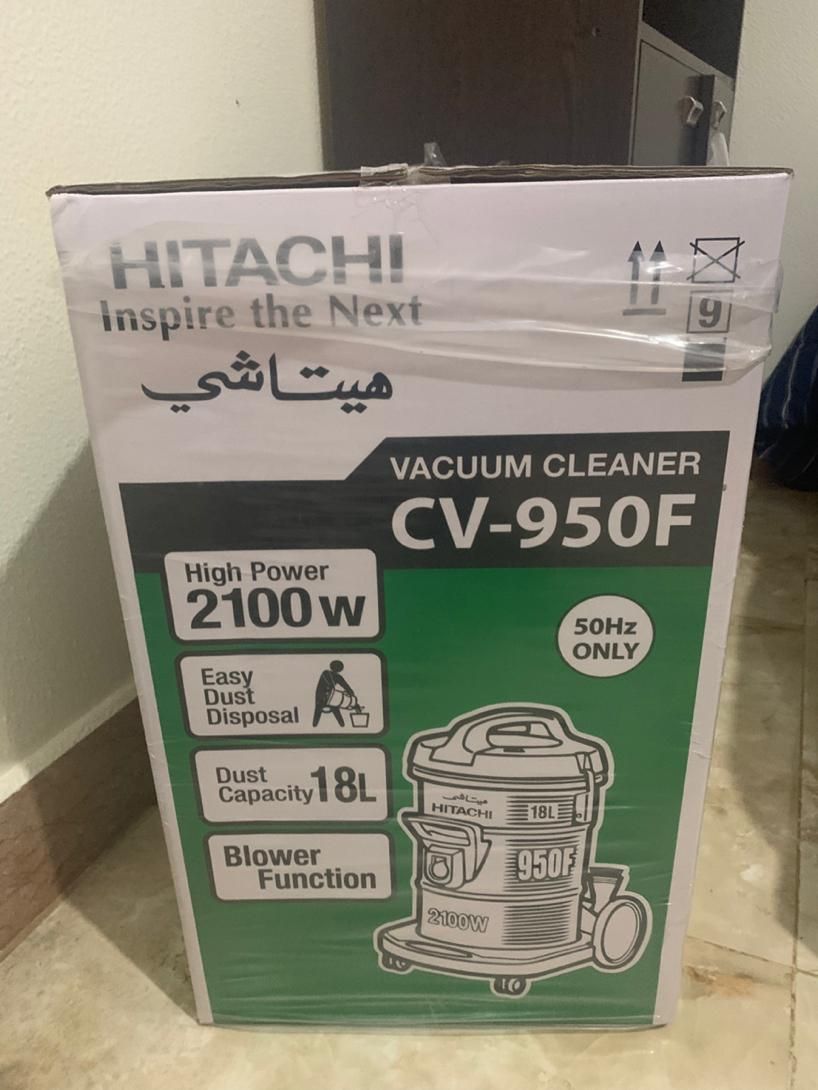 HITACHI
Inspire the Next
هيتاشي
9
VACUUM CLEANER
CV-950F
High Power
2100W
50Hz
ONLY
Easy
Dust
Disposal
Dust
Capacity 18L
Blower
Function
هيتاشي
HITACHI
18L
950F
2100W